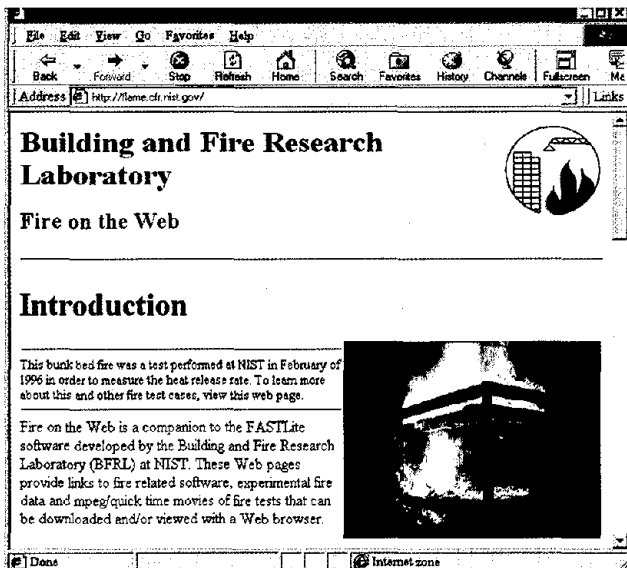 File Edit View Go Favorites Help
Back Forward Stop Refresh Home Search Favorites History Channels Fullscreen
Address http://flame.cfr.nist.gov/ Links
Building and Fire Research
Laboratory
Fire on the Web
Introduction
This bunk bed fire was a test performed at NIST in February of
1996 in order to measure the heat release rate. To learn more
about this and other fire test cases, view this web page.
Fire on the Web is a companion to the FASTLite
software developed by the Building and Fire Research
Laboratory (BFRL) at NIST. These Web pages
provide links to fire related software, experimental fire
data and mpeg/quick time movies of fire tests that can
be downloaded and/or viewed with a Web browser.
Done Internet zone